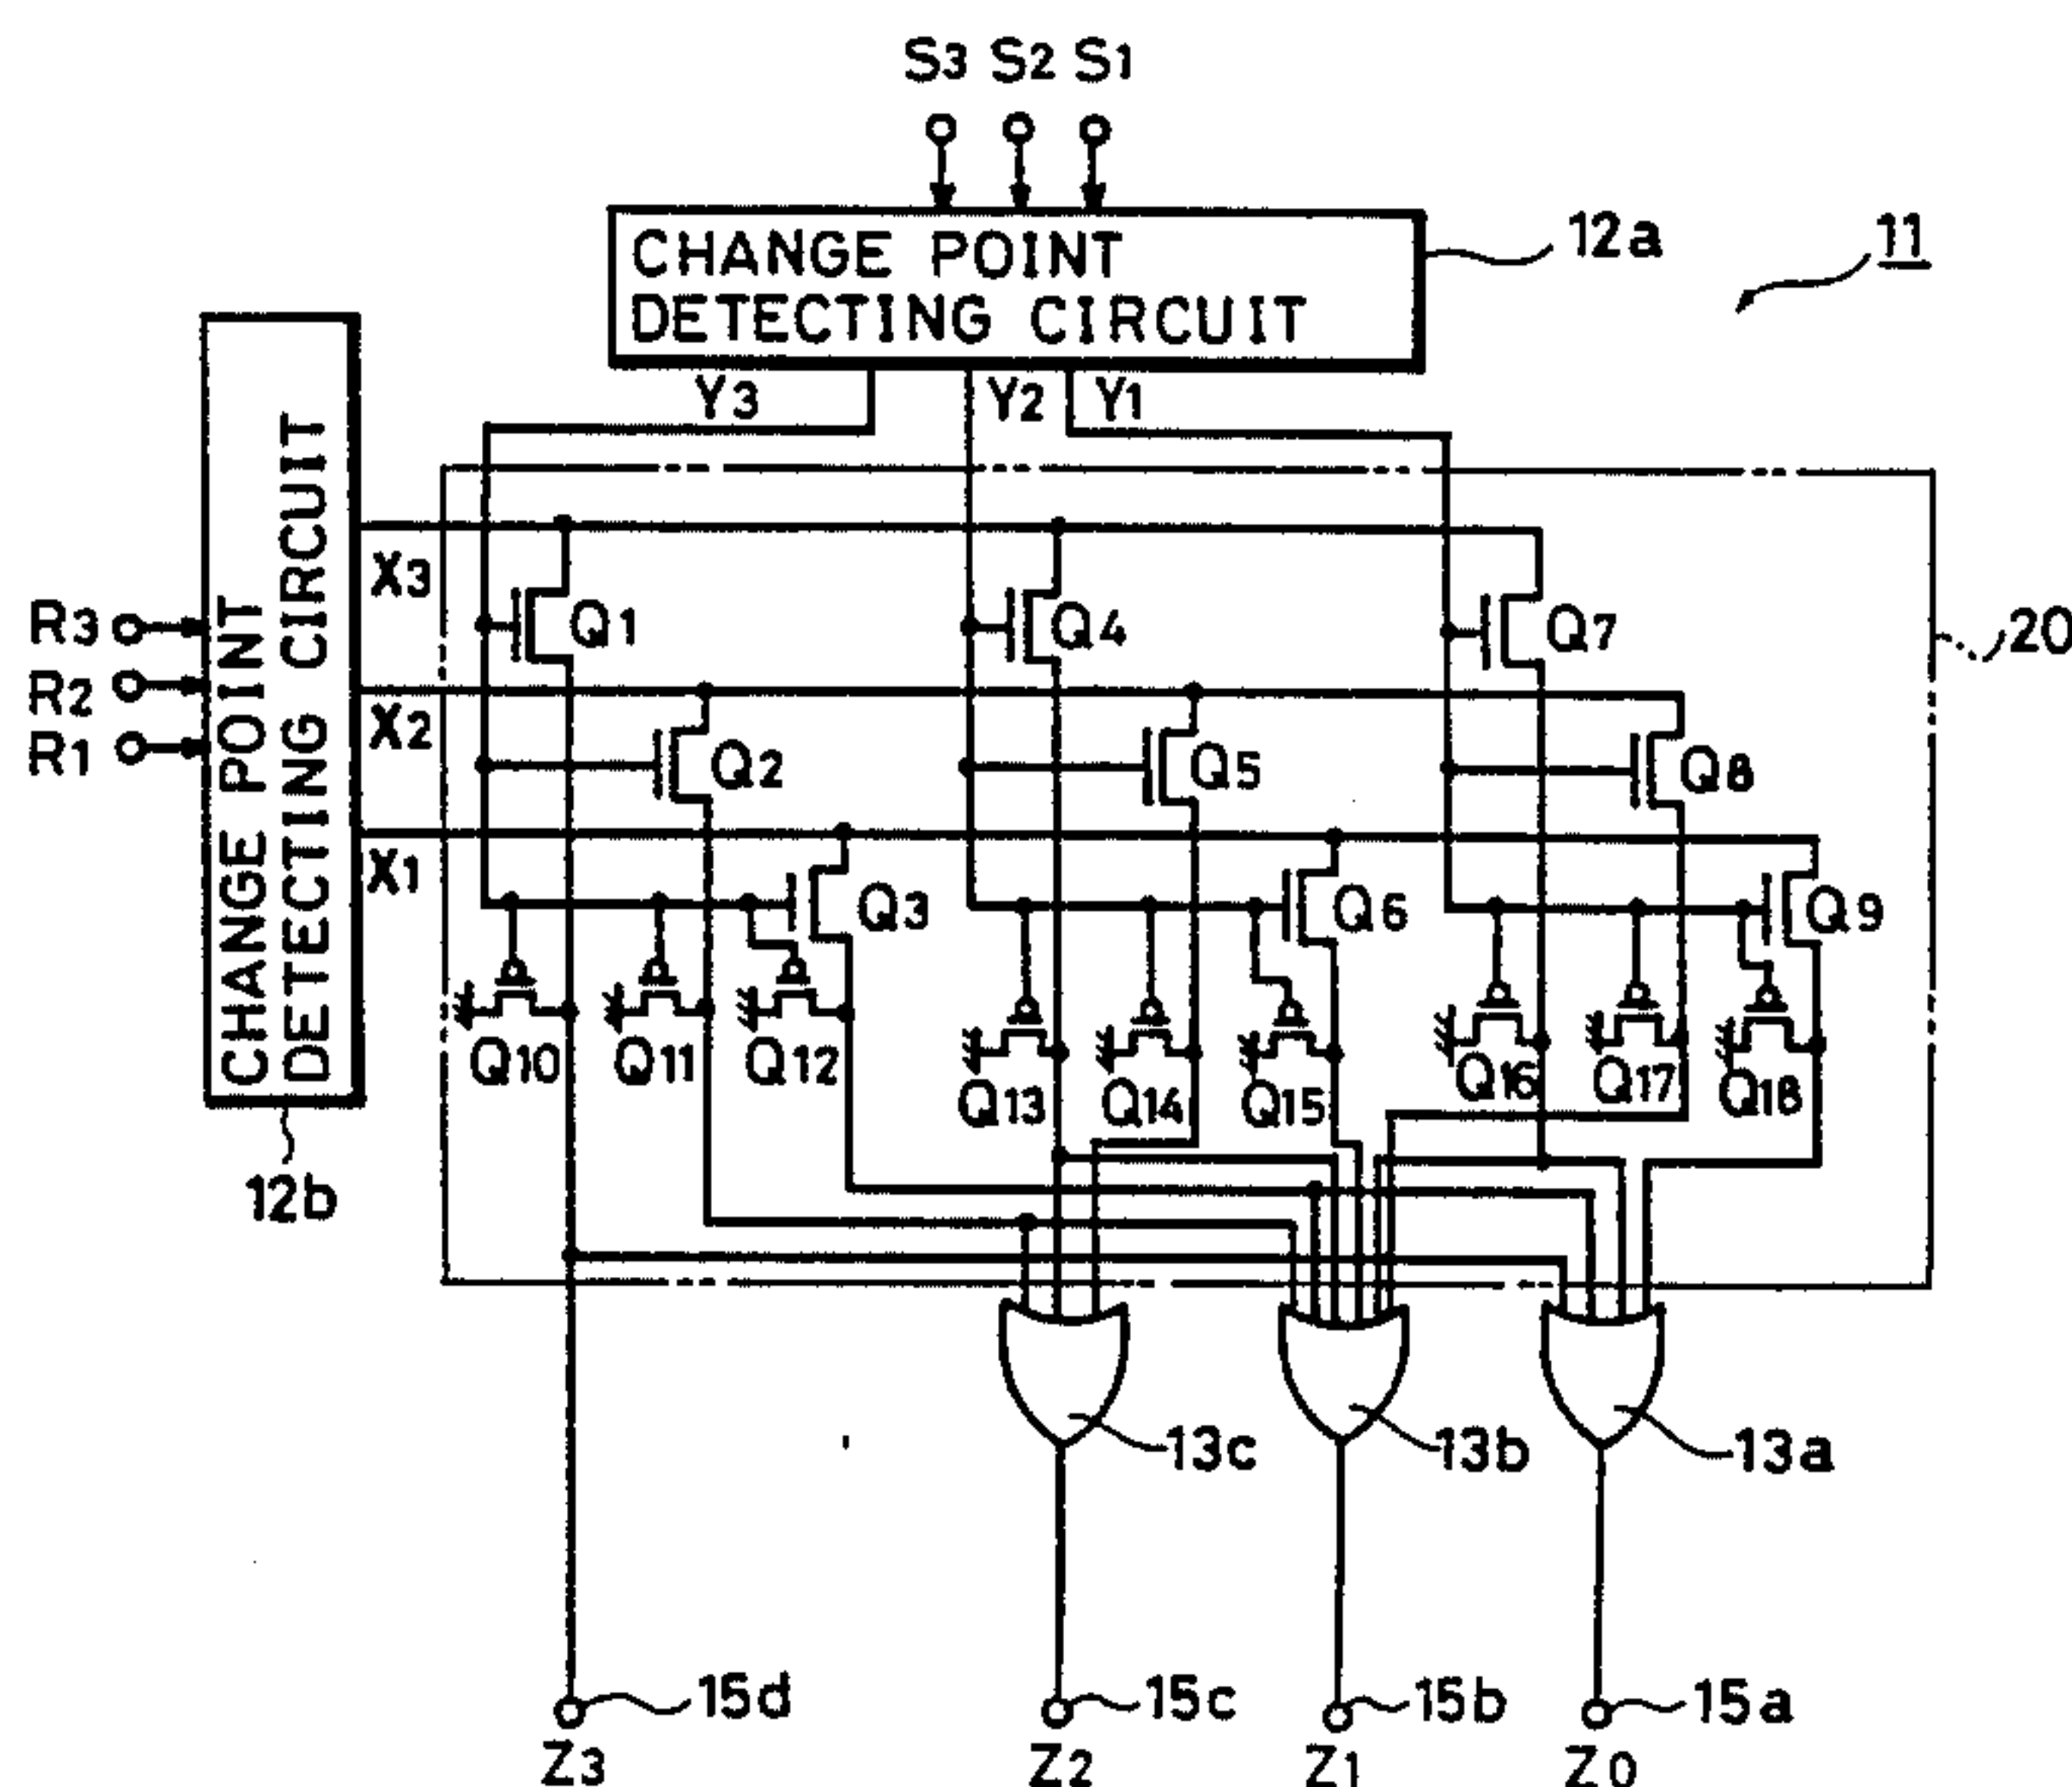 S3 S2 S1
CHANGE POINT
DETECTING CIRCUIT
12a
11
Y3 Y2 Y1
CHANGE POINT
DETECTING CIRCUIT
X3
Q1 Q4 Q7
20
R3
R2
R1
X2
Q2 Q5 Q8
X1
Q3 Q6 Q9
Q10 Q11 Q12
Q13 Q14 Q15
Q16 Q17 Q18
12b
13c 13b 13a
15d 15c 15b 15a
Z3 Z2 Z1 Z0